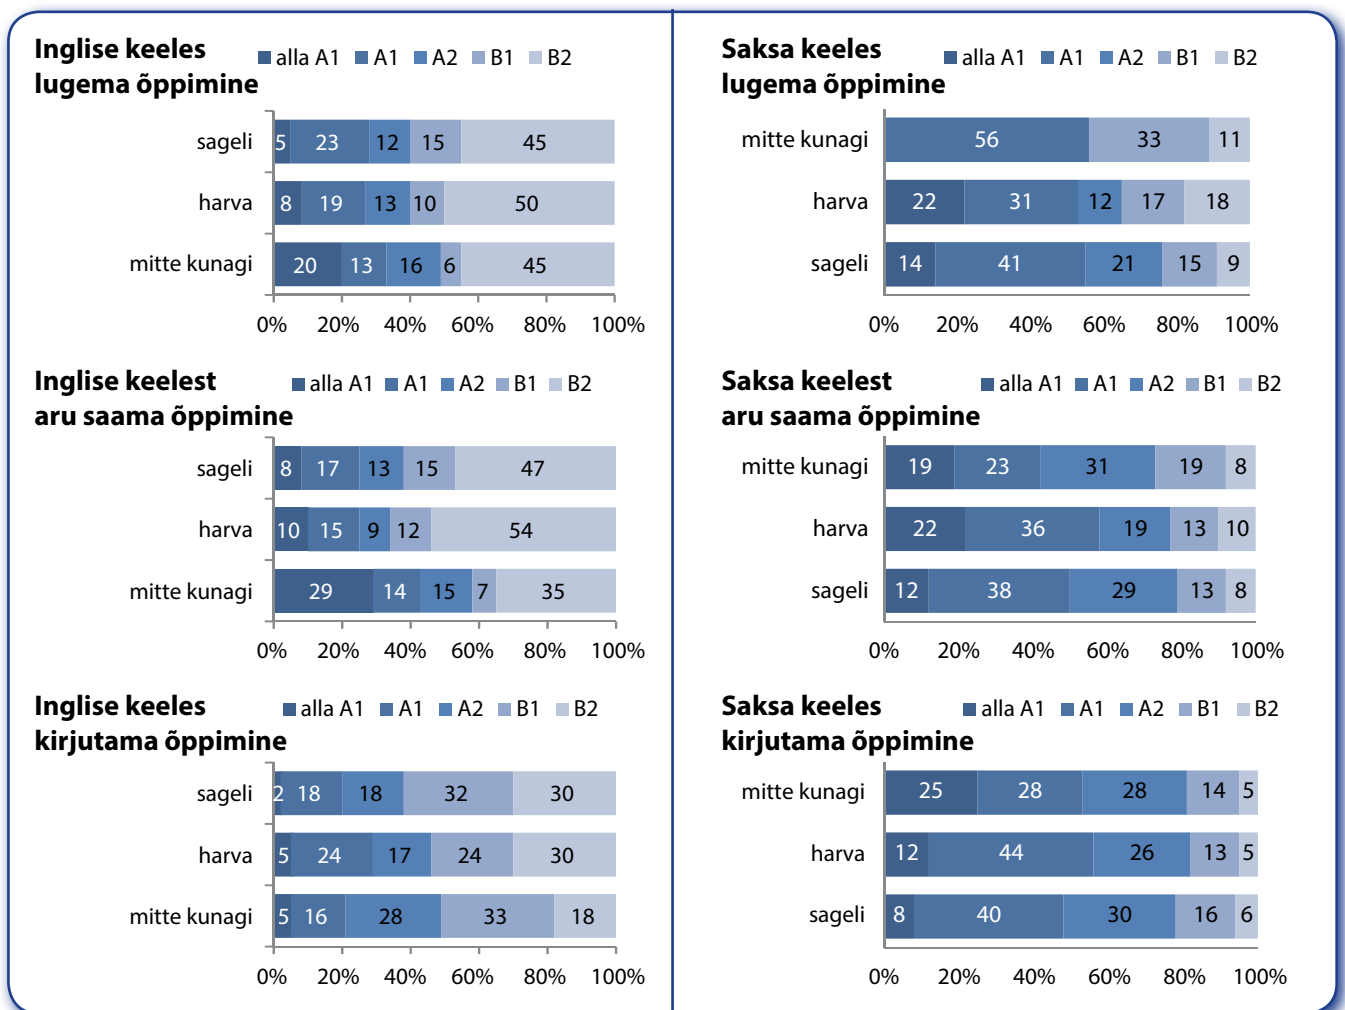 Inglise keeles
lugema õppimine
alla A1 A1 A2 B1 B2
sageli 5 23 12 15 45
harva 8 19 13 10 50
mitte kunagi 20 13 16 6 45
0% 20% 40% 60% 80% 100%
Inglise keelest
aru saama õppimine
alla A1 A1 A2 B1 B2
sageli 8 17 13 15 47
harva 10 15 9 12 54
mitte kunagi 29 14 15 7 35
0% 20% 40% 60% 80% 100%
Inglise keeles
kirjutama õppimine
alla A1 A1 A2 B1 B2
sageli 2 18 18 32 30
harva 5 24 17 24 30
mitte kunagi 5 16 28 33 18
0% 20% 40% 60% 80% 100%
Saksa keeles
lugema õppimine
alla A1 A1 A2 B1 B2
mitte kunagi 56 33 11
harva 22 31 12 17 18
sageli 14 41 21 15 9
0% 20% 40% 60% 80% 100%
Saksa keelest
aru saama õppimine
alla A1 A1 A2 B1 B2
mitte kunagi 19 23 31 19 8
harva 22 36 19 13 10
sageli 12 38 29 13 8
0% 20% 40% 60% 80% 100%
Saksa keeles
kirjutama õppimine
alla A1 A1 A2 B1 B2
mitte kunagi 25 28 28 14 5
harva 12 44 26 13 5
sageli 8 40 30 16 6
0% 20% 40% 60% 80% 100%